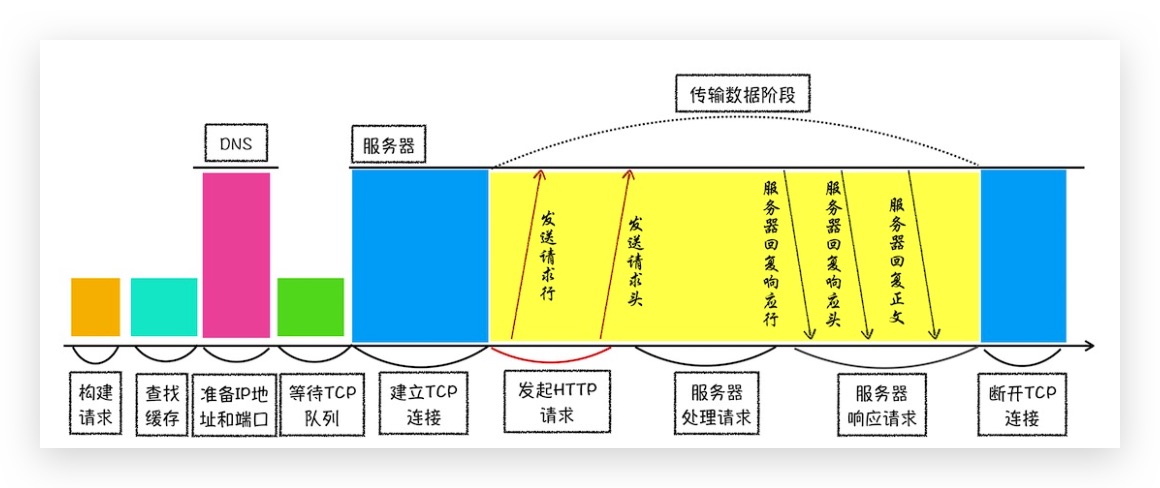 传输数据阶段
DNS
服务器
发送请求行
发送请求头
服务器回复响应行
服务器回复响应头
服务器回复正文
构建
请求
查找
缓存
准备IP地
址和端口
等待TCP
队列
建立TCP
连接
发起HTTP
请求
服务器
处理请求
服务器
响应请求
断开TCP
连接